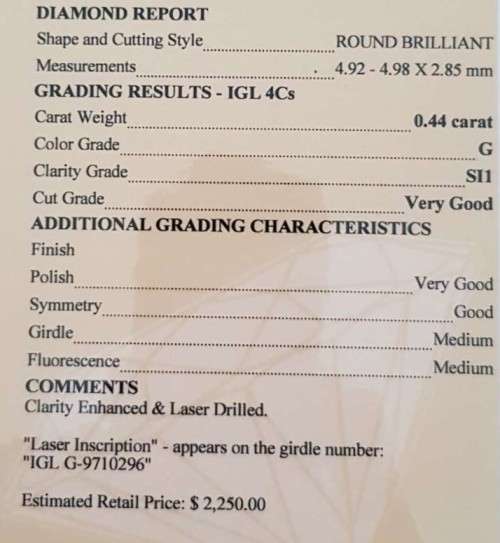 DIAMOND REPORT
Shape and Cutting Style ROUND BRILLIANT
Measurements 4.92 - 4.98 X 2.85 mm
GRADING RESULTS - IGL 4Cs
Carat Weight 0.44 carat
Color Grade G
Clarity Grade SI1
Cut Grade Very Good
ADDITIONAL GRADING CHARACTERISTICS
Finish
Polish Very Good
Symmetry Good
Girdle Medium
Fluorescence Medium
COMMENTS
Clarity Enhanced & Laser Drilled.
"Laser Inscription" - appears on the girdle number:
"IGL G-9710296"
Estimated Retail Price: $ 2,250.00